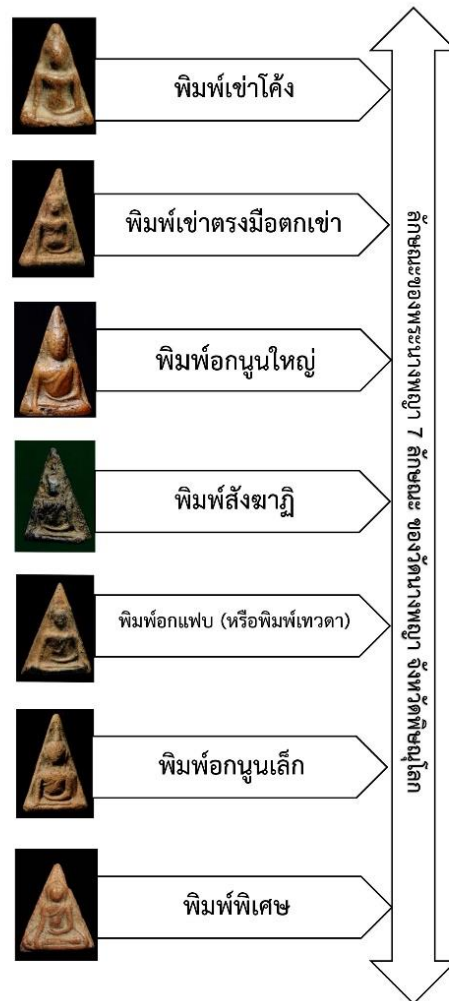 พิมพ์เข่าโค้ง
พิมพ์เข่าตรงมือตกเข่า
พิมพ์อกนูนใหญ่
พิมพ์สังฆาฏิ
พิมพ์อกแฟบ (หรือพิมพ์เทวดา)
พิมพ์อกนูนเล็ก
พิมพ์พิเศษ
ลักษณะของพระนางพญา 7 ลักษณะ ของวัดนางพญา จังหวัดพิษณุโลก